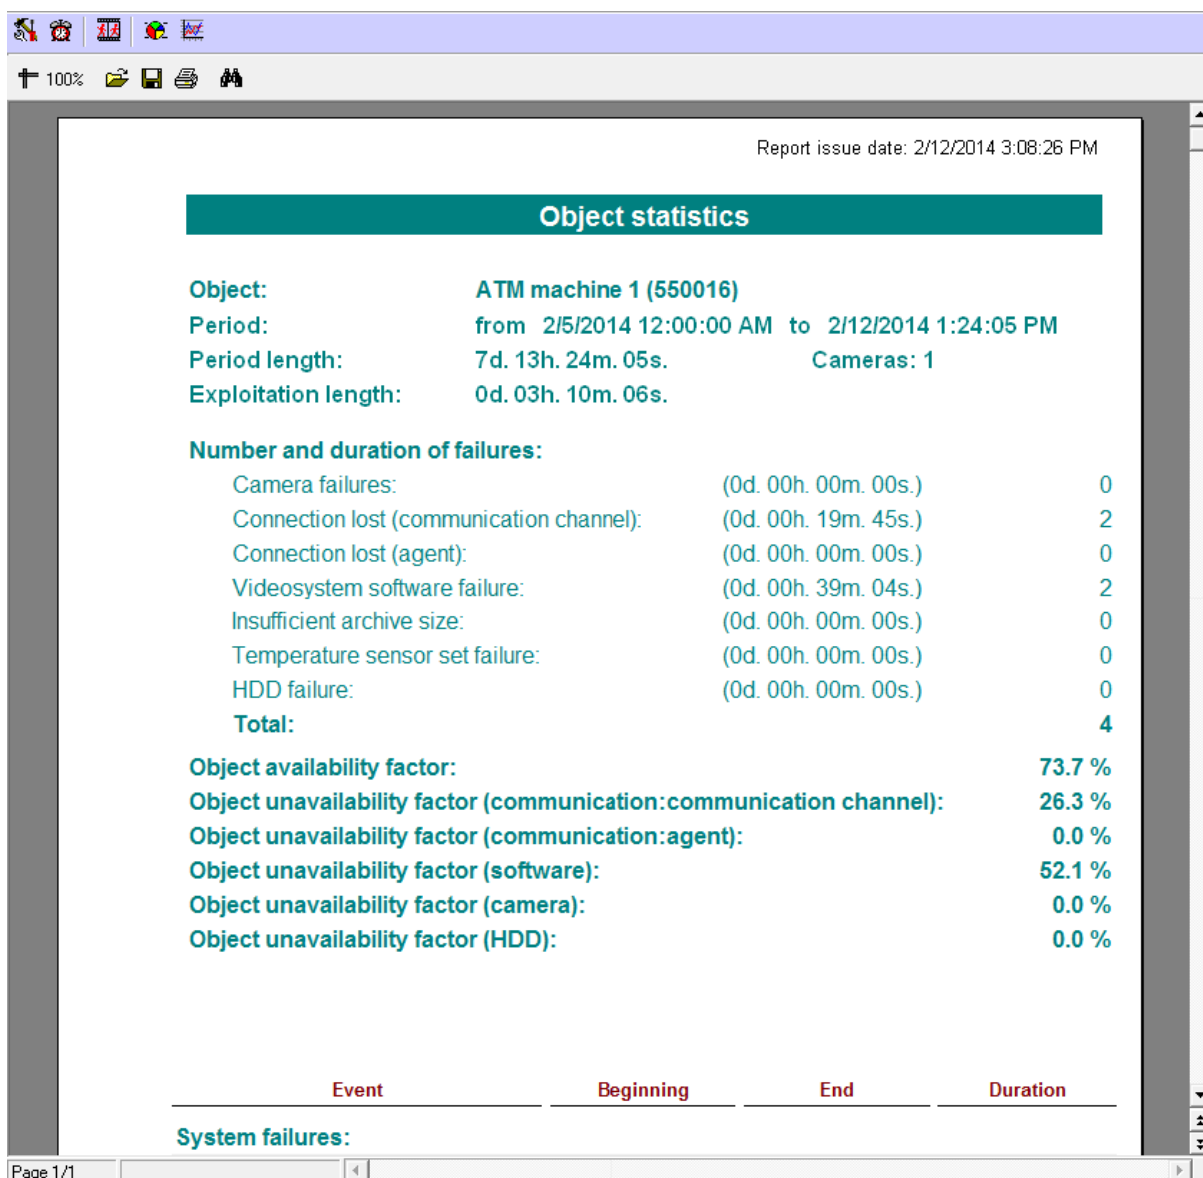 100%
Report issue date: 2/12/2014 3:08:26 PM
Object statistics
Object: ATM machine 1 (550016)
Period: from 2/5/2014 12:00:00 AM to 2/12/2014 1:24:05 PM
Period length: 7d. 13h. 24m. 05s. Cameras: 1
Exploitation length: 0d. 03h. 10m. 06s.
Number and duration of failures:
Camera failures: (0d. 00h. 00m. 00s.) 0
Connection lost (communication channel): (0d. 00h. 19m. 45s.) 2
Connection lost (agent): (0d. 00h. 00m. 00s.) 0
Videosystem software failure: (0d. 00h. 39m. 04s.) 2
Insufficient archive size: (0d. 00h. 00m. 00s.) 0
Temperature sensor set failure: (0d. 00h. 00m. 00s.) 0
HDD failure: (0d. 00h. 00m. 00s.) 0
Total: 4
Object availability factor: 73.7 %
Object unavailability factor (communication:communication channel): 26.3 %
Object unavailability factor (communication:agent): 0.0 %
Object unavailability factor (software): 52.1 %
Object unavailability factor (camera): 0.0 %
Object unavailability factor (HDD): 0.0 %
Event Beginning End Duration
System failures:
Page 1/1